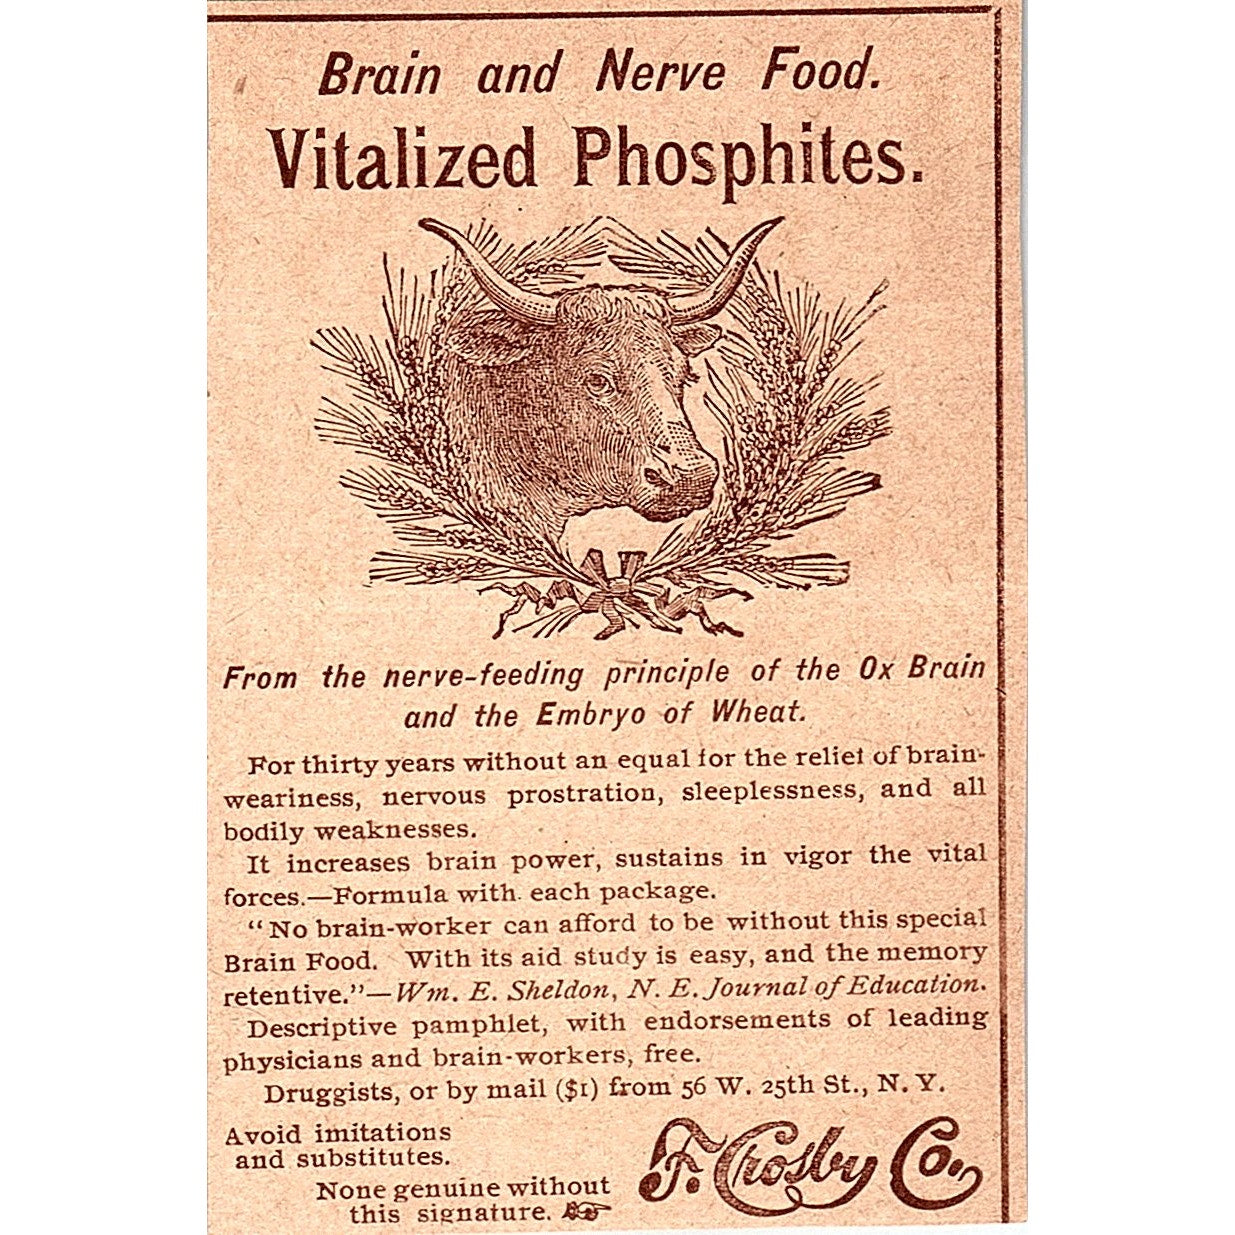 Brain and Nerve Food.
Vitalized Phosphites.
From the nerve-feeding principle of the Ox Brain
and the Embryo of Wheat.
For thirty years without an equal for the relief of brain-
weariness, nervous prostration, sleeplessness, and all
bodily weaknesses.
It increases brain power, sustains in vigor the vital
forces.—Formula with each package.
“No brain-worker can afford to be without this special
Brain Food. With its aid study is easy, and the memory
retentive.”—Wm. E. Sheldon, N. E. Journal of Education.
Descriptive pamphlet, with endorsements of leading
physicians and brain-workers, free.
Druggists, or by mail ($1) from 56 W. 25th St., N. Y.
Avoid imitations
and substitutes.
None genuine without
this signature. ☞
F. Crosby Co.